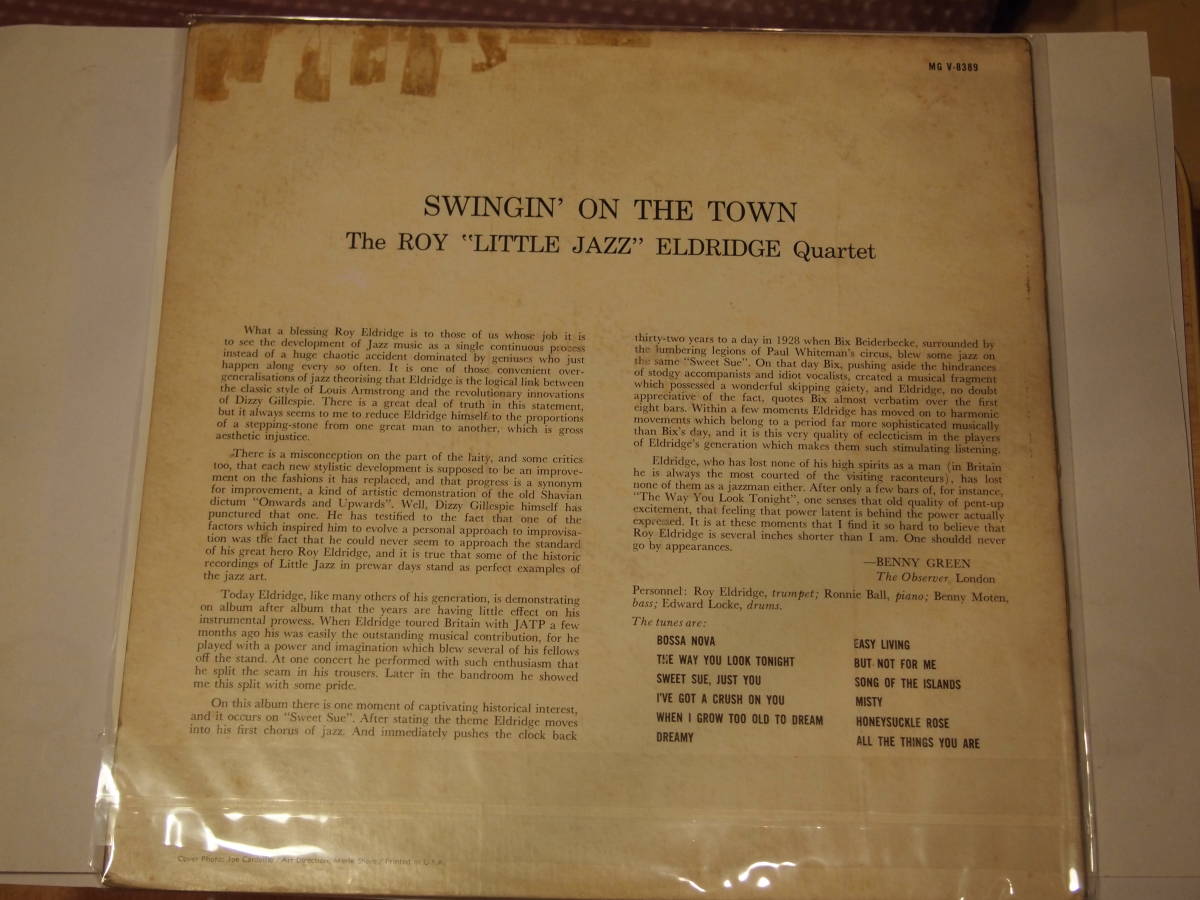 MG V-8389
SWINGIN' ON THE TOWN
The ROY "LITTLE JAZZ" ELDRIDGE Quartet
What a blessing Roy Eldridge is to those of us whose job it is
to see the development of Jazz music as a single continuous process
instead of a huge chaotic accident dominated by geniuses who just
happen along every so often. It is one of those convenient over-
generalisations of jazz theorising that Eldridge is the logical link between
the classic style of Louis Armstrong and the revolutionary innovations
of Dizzy Gillespie. There is a great deal of truth in this statement,
but it always seems to me to reduce Eldridge himself to the proportions
of a stepping-stone from one great man to another, which is gross
aesthetic injustice.
There is a misconception on the part of the laity, and some critics
too, that each new stylistic development is supposed to be an improve-
ment on the fashions it has replaced, and that progress is a synonym
for improvement, a kind of artistic demonstration of the old Shavian
dictum "Onwards and Upwards". Well, Dizzy Gillespie himself has
punctured that one. He has testified to the fact that one of the
factors which inspired him to evolve a personal approach to improvisa-
tion was the fact that he could never seem to approach the standard
of his great hero Roy Eldridge, and it is true that some of the historic
recordings of Little Jazz in prewar days stand as perfect examples of
the jazz art.
Today Eldridge, like many others of his generation, is demonstrating
on album after album that the years are having little effect on his
instrumental prowess. When Eldridge toured Britain with JATP a few
months ago his was easily the outstanding musical contribution, for he
played with a power and imagination which blew several of his fellows
off the stand. At one concert he performed with such enthusiasm that
he split the seam in his trousers. Later in the bandroom he showed
me this split with some pride.
On this album there is one moment of captivating historical interest,
and it occurs on "Sweet Sue". After stating the theme Eldridge moves
into his first chorus of jazz. And immediately pushes the clock back
thirty-two years to a day in 1928 when Bix Beiderbecke, surrounded by
the lumbering legions of Paul Whiteman's circus, blew some jazz on
the same "Sweet Sue". On that day Bix, pushing aside the hindrances
of stodgy accompanists and idiot vocalists, created a musical fragment
which possessed a wonderful skipping gaiety, and Eldridge, no doubt
appreciative of the fact, quotes Bix almost verbatim over the first
eight bars. Within a few moments Eldridge has moved on to harmonic
movements which belong to a period far more sophisticated musically
than Bix's day, and it is this very quality of eclecticism in the players
of Eldridge's generation which makes them such stimulating listening.
Eldridge, who has lost none of his high spirits as a man (in Britain
he is always the most courted of the visiting raconteurs), has lost
none of them as a jazzman either. After only a few bars of, for instance,
"The Way You Look Tonight", one senses that old quality of pent-up
excitement, that feeling that power latent is behind the power actually
expressed. It is at these moments that I find it so hard to believe that
Roy Eldridge is several inches shorter than I am. One shouldd never
go by appearances.
—BENNY GREEN
The Observer, London
Personnel: Roy Eldridge, trumpet; Ronnie Ball, piano; Benny Moten,
bass; Edward Locke, drums.
The tunes are:
BOSSA NOVA
THE WAY YOU LOOK TONIGHT
SWEET SUE, JUST YOU
I'VE GOT A CRUSH ON YOU
WHEN I GROW TOO OLD TO DREAM
DREAMY
EASY LIVING
BUT NOT FOR ME
SONG OF THE ISLANDS
MISTY
HONEYSUCKLE ROSE
ALL THE THINGS YOU ARE
Cover Photo: Joe / Art Direction, Merle Shore / Printed in U.S.A.